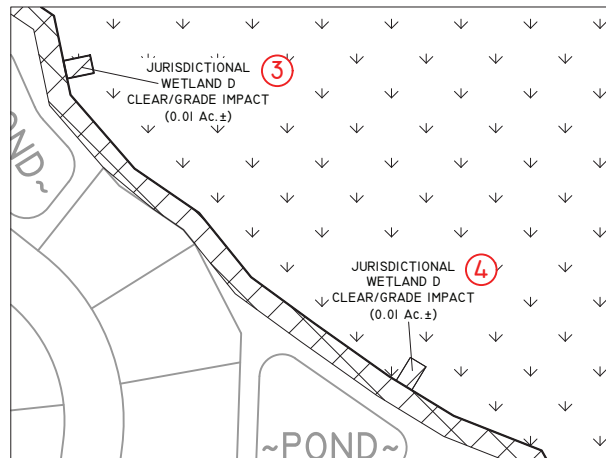 JURISDICTIONAL
WETLAND D
CLEAR/GRADE IMPACT
(0.01 Ac.±)
3
OND~
JURISDICTIONAL
WETLAND D
CLEAR/GRADE IMPACT
(0.01 Ac.±)
4
~POND~